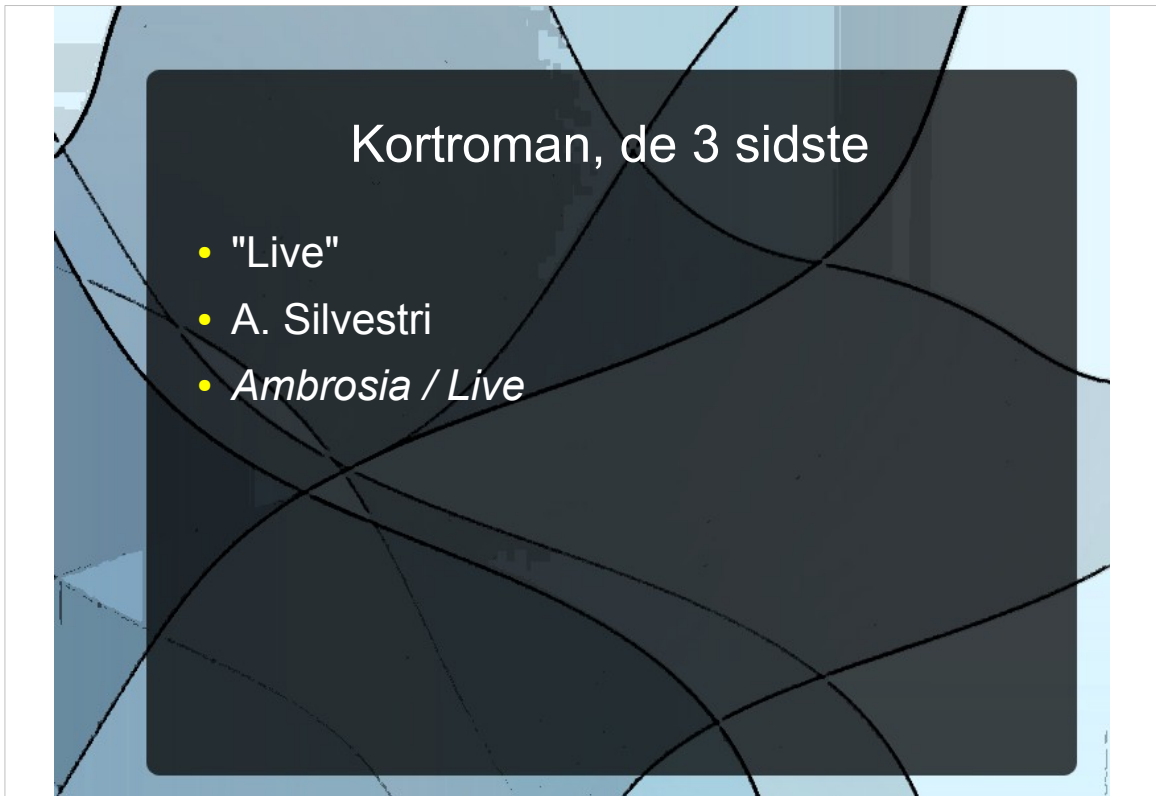 Kortroman, de 3 sidste
"Live"
A. Silvestri
Ambrosia / Live